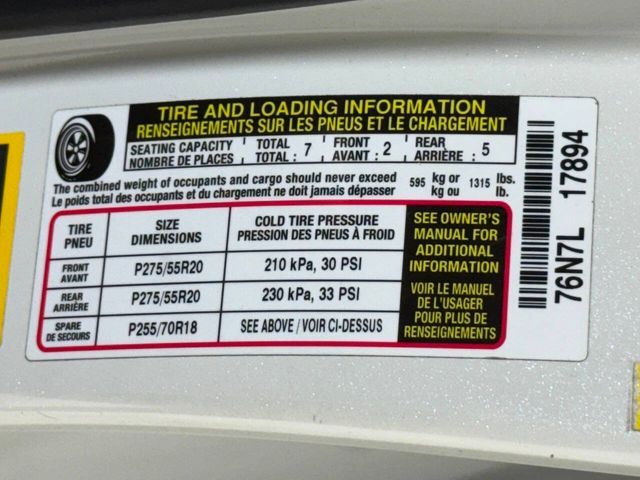 TIRE AND LOADING INFORMATION
RENSEIGNEMENTS SUR LES PNEUS ET LE CHARGEMENT
SEATING CAPACITY TOTAL FRONT REAR
NOMBRE DE PLACES TOTAL : 7 AVANT : 2 ARRIÈRE : 5
The combined weight of occupants and cargo should never exceed 595 kg or 1315 lbs.
Le poids total des occupants et du chargement ne doit jamais dépasser kg ou lb.
TIRE SIZE COLD TIRE PRESSURE
PNEU DIMENSIONS PRESSION DES PNEUS À FROID
FRONT
AVANT P275/55R20 210 kPa, 30 PSI
REAR
ARRIÈRE P275/55R20 230 kPa, 33 PSI
SPARE
DE SECOURS P255/70R18 SEE ABOVE / VOIR CI-DESSUS
SEE OWNER'S
MANUAL FOR
ADDITIONAL
INFORMATION
VOIR LE MANUEL
DE L'USAGER
POUR PLUS DE
RENSEIGNEMENTS
76N7L 17894